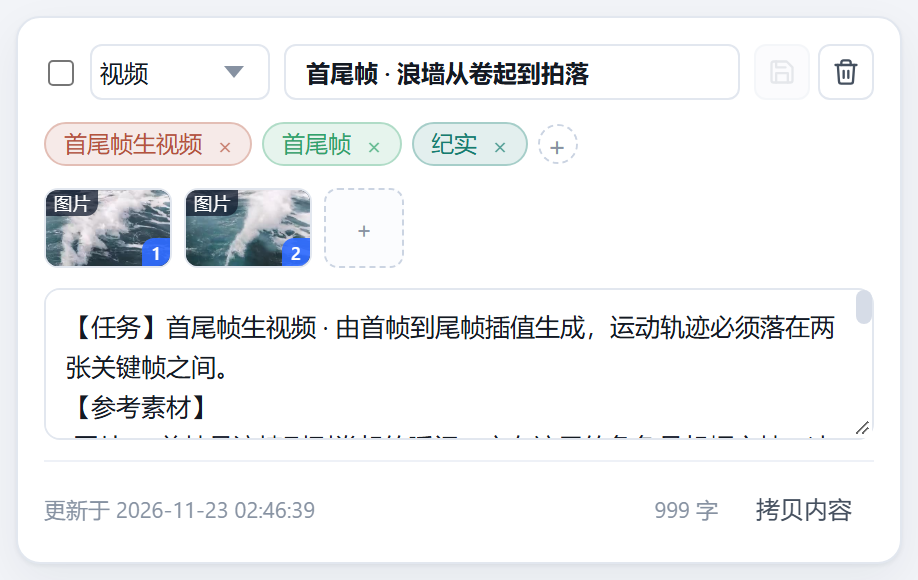 视频
首尾帧 · 浪墙从卷起到拍落
首尾帧生视频 ×
首尾帧 ×
纪实 ×
+
图片
1
图片
2
+
【任务】首尾帧生视频 · 由首帧到尾帧插值生成，运动轨迹必须落在两
张关键帧之间。
【参考素材】
更新于 2026-11-23 02:46:39
999 字
拷贝内容